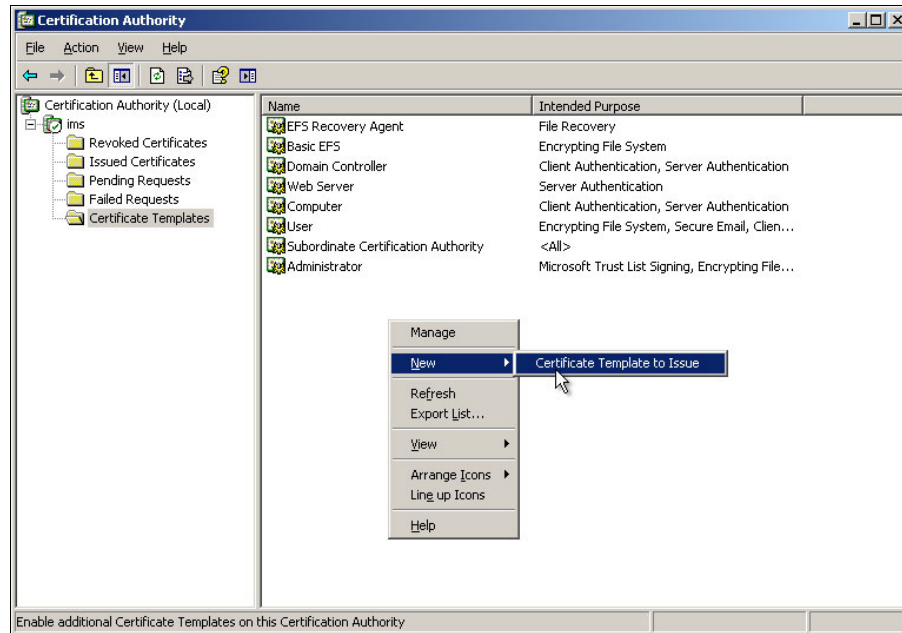 Certification Authority
File Action View Help
Certification Authority (Local)
ims
Revoked Certificates
Issued Certificates
Pending Requests
Failed Requests
Certificate Templates
Name Intended Purpose
EFS Recovery Agent File Recovery
Basic EFS Encrypting File System
Domain Controller Client Authentication, Server Authentication
Web Server Server Authentication
Computer Client Authentication, Server Authentication
User Encrypting File System, Secure Email, Clien...
Subordinate Certification Authority <All>
Administrator Microsoft Trust List Signing, Encrypting File...
Manage
New Certificate Template to Issue
Refresh
Export List...
View
Arrange Icons
Line up Icons
Help
Enable additional Certificate Templates on this Certification Authority